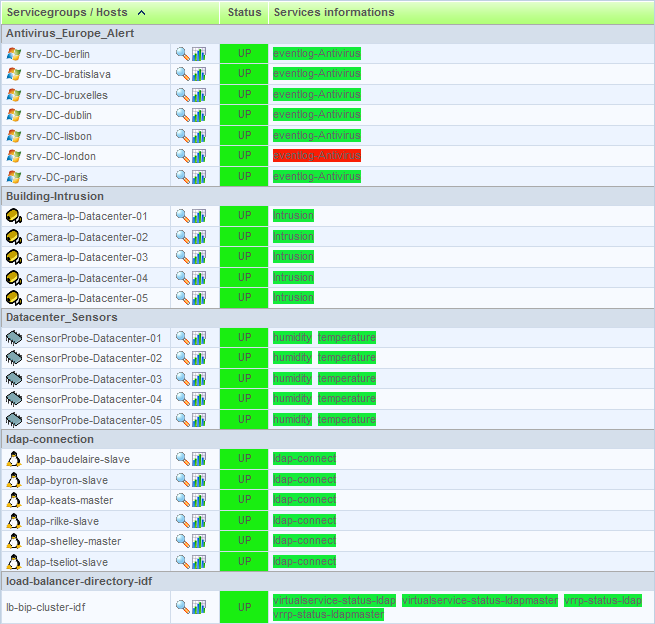 Servicegroups / Hosts Status Services informations
Antivirus_Europe_Alert
srv-DC-berlin UP eventlog-Antivirus
srv-DC-bratislava UP eventlog-Antivirus
srv-DC-bruxelles UP eventlog-Antivirus
srv-DC-dublin UP eventlog-Antivirus
srv-DC-lisbon UP eventlog-Antivirus
srv-DC-london UP eventlog-Antivirus
srv-DC-paris UP eventlog-Antivirus
Building-Intrusion
Camera-Ip-Datacenter-01 UP Intrusion
Camera-Ip-Datacenter-02 UP Intrusion
Camera-Ip-Datacenter-03 UP Intrusion
Camera-Ip-Datacenter-04 UP Intrusion
Camera-Ip-Datacenter-05 UP Intrusion
Datacenter_Sensors
SensorProbe-Datacenter-01 UP humidity temperature
SensorProbe-Datacenter-02 UP humidity temperature
SensorProbe-Datacenter-03 UP humidity temperature
SensorProbe-Datacenter-04 UP humidity temperature
SensorProbe-Datacenter-05 UP humidity temperature
ldap-connection
ldap-baudelaire-slave UP ldap-connect
ldap-byron-slave UP ldap-connect
ldap-keats-master UP ldap-connect
ldap-rilke-slave UP ldap-connect
ldap-shelley-master UP ldap-connect
ldap-tseliot-slave UP ldap-connect
load-balancer-directory-idf
lb-bip-cluster-idf UP virtualservice-status-ldap virtualservice-status-ldapmaster vrrp-status-ldap
vrrp-status-ldapmaster